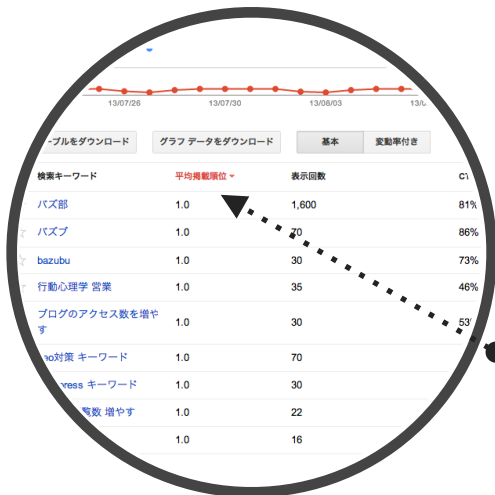 13/07/26 13/07/30 13/08/03 13/
ーブルをダウンロード グラフ データをダウンロード 基本 変動率付き
検索キーワード 平均掲載順位 表示回数
バズ部 1.0 1,600 81%
バズブ 1.0 70 86%
bazubu 1.0 30 73%
行動心理学 営業 1.0 35 46%
ブログのアクセス数を増や
す 1.0 30 53
eo対策 キーワード 1.0 70
press キーワード 1.0 30
覧数 増やす 1.0 22
1.0 16